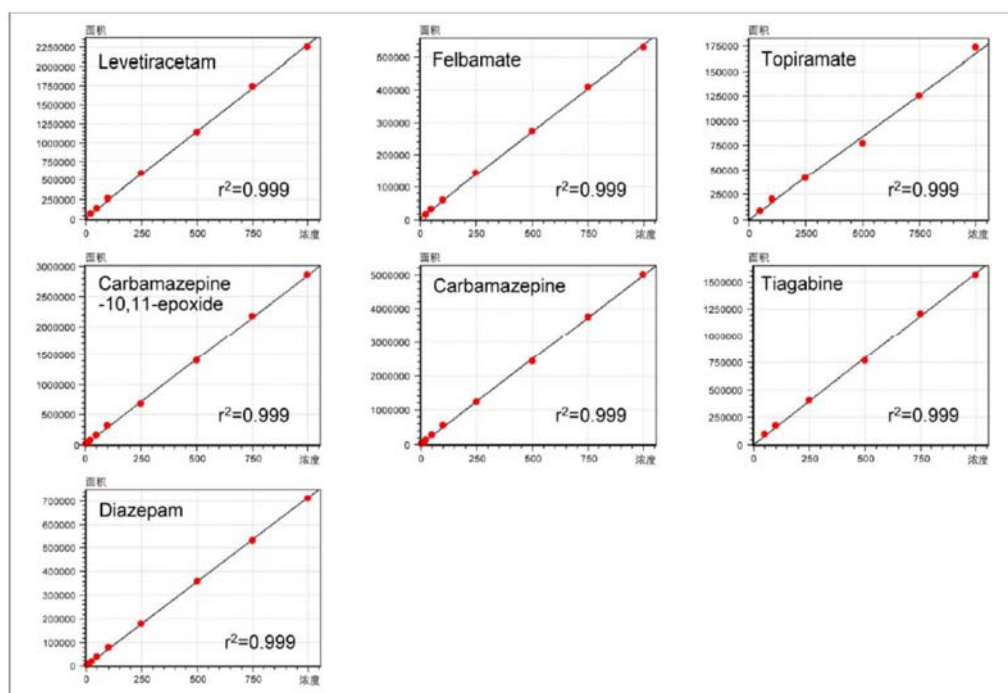 面积
2250000
2000000
1750000
1500000
1250000
1000000
750000
500000
250000
0
Levetiracetam
r²=0.999
0 250 500 750 浓度
面积
500000
400000
300000
200000
100000
0
Felbamate
r²=0.999
0 250 500 750 浓度
面积
175000
150000
125000
100000
75000
50000
25000
0
Topiramate
r²=0.999
0 2500 5000 7500 浓度
面积
3000000
2500000
2000000
1500000
1000000
500000
0
Carbamazepine
-10,11-epoxide
r²=0.999
0 250 500 750 浓度
面积
5000000
4000000
3000000
2000000
1000000
0
Carbamazepine
r²=0.999
0 250 500 750 浓度
面积
1500000
1250000
1000000
750000
500000
250000
0
Tiagabine
r²=0.999
0 250 500 750 浓度
面积
700000
600000
500000
400000
300000
200000
100000
0
Diazepam
r²=0.999
0 250 500 750 浓度